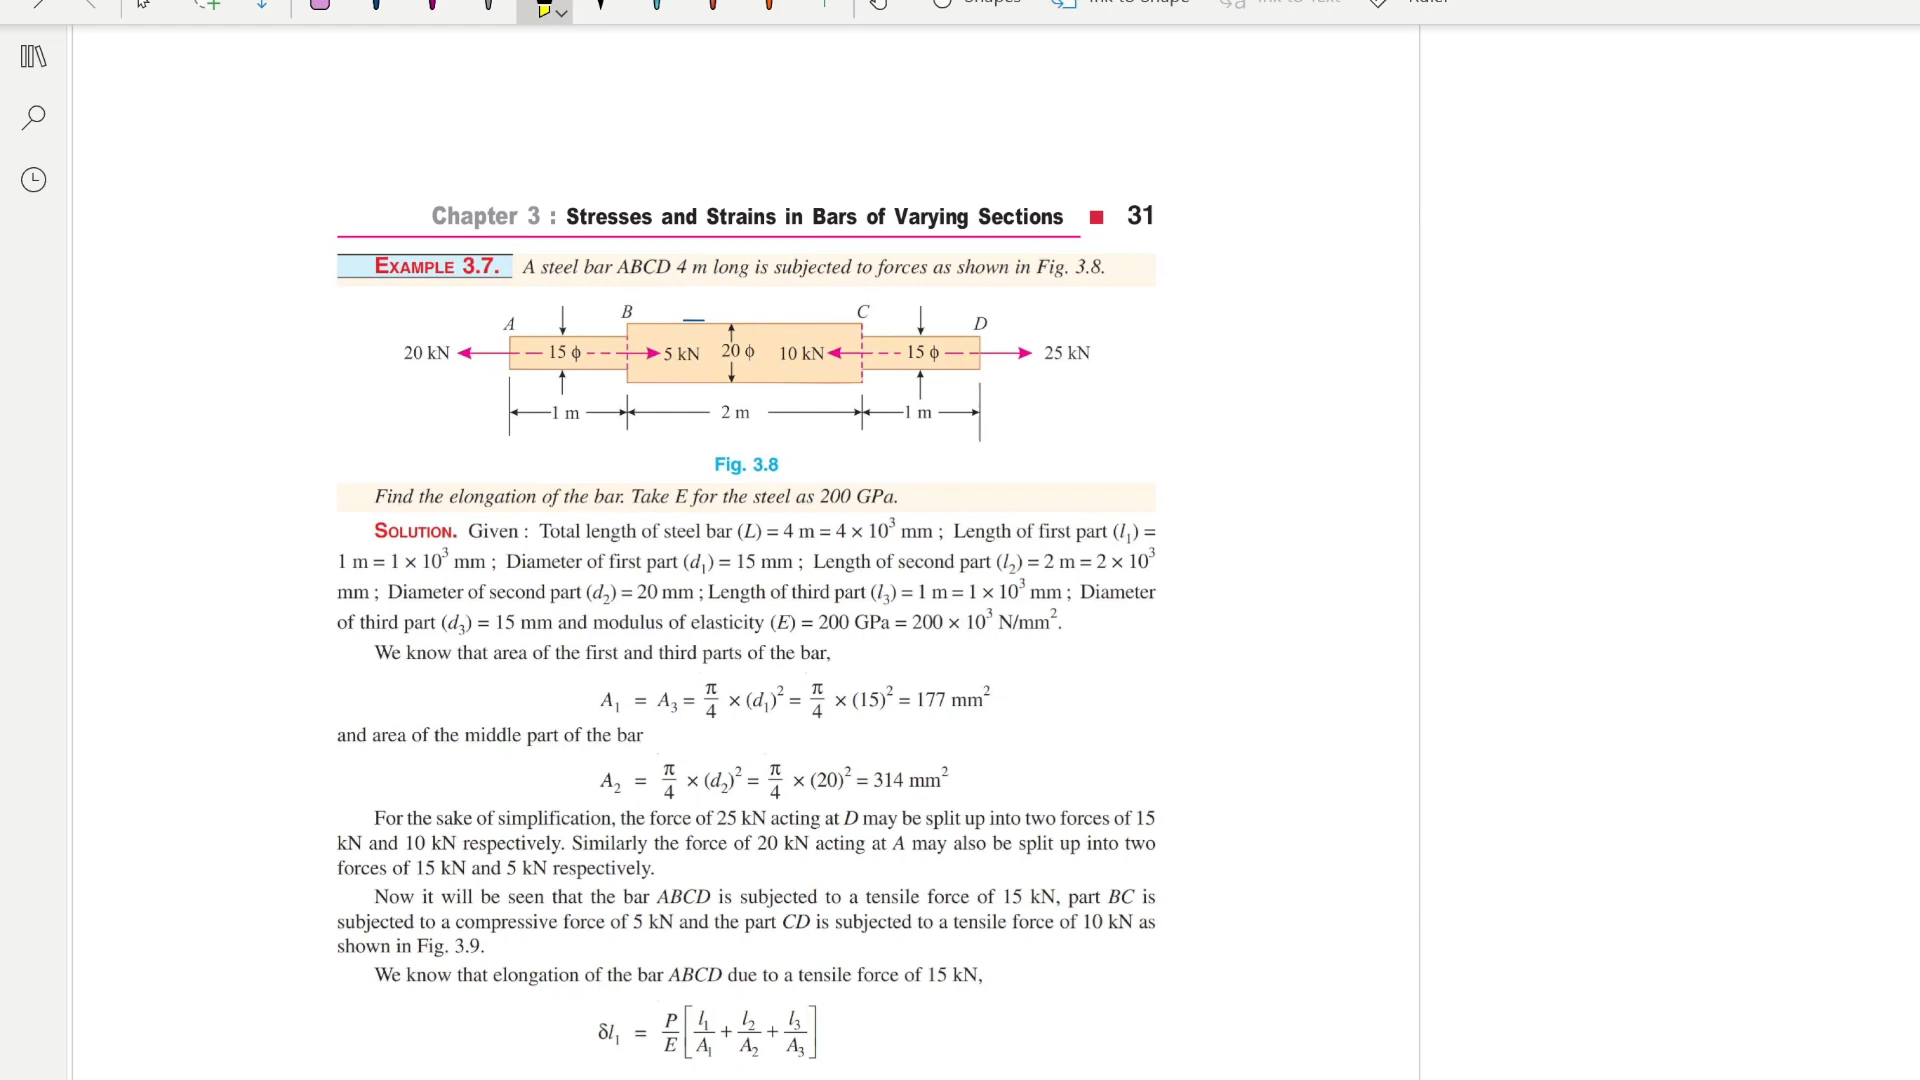 Chapter 3 : Stresses and Strains in Bars of Varying Sections ■ 31
EXAMPLE 3.7. A steel bar ABCD 4 m long is subjected to forces as shown in Fig. 3.8.
A B C D
20 kN 15 ϕ 5 kN 20 ϕ 10 kN 15 ϕ 25 kN
1 m 2 m 1 m
Fig. 3.8
Find the elongation of the bar. Take E for the steel as 200 GPa.
SOLUTION. Given : Total length of steel bar (L) = 4 m = 4 × 10³ mm ; Length of first part (l₁) =
1 m = 1 × 10³ mm ; Diameter of first part (d₁) = 15 mm ; Length of second part (l₂) = 2 m = 2 × 10³
mm ; Diameter of second part (d₂) = 20 mm ; Length of third part (l₃) = 1 m = 1 × 10³ mm ; Diameter
of third part (d₃) = 15 mm and modulus of elasticity (E) = 200 GPa = 200 × 10³ N/mm².
We know that area of the first and third parts of the bar,
A₁ = A₃ = π/4 × (d₁)² = π/4 × (15)² = 177 mm²
and area of the middle part of the bar
A₂ = π/4 × (d₂)² = π/4 × (20)² = 314 mm²
For the sake of simplification, the force of 25 kN acting at D may be split up into two forces of 15
kN and 10 kN respectively. Similarly the force of 20 kN acting at A may also be split up into two
forces of 15 kN and 5 kN respectively.
Now it will be seen that the bar ABCD is subjected to a tensile force of 15 kN, part BC is
subjected to a compressive force of 5 kN and the part CD is subjected to a tensile force of 10 kN as
shown in Fig. 3.9.
We know that elongation of the bar ABCD due to a tensile force of 15 kN,
δl₁ = P/E [l₁/A₁ + l₂/A₂ + l₃/A₃]